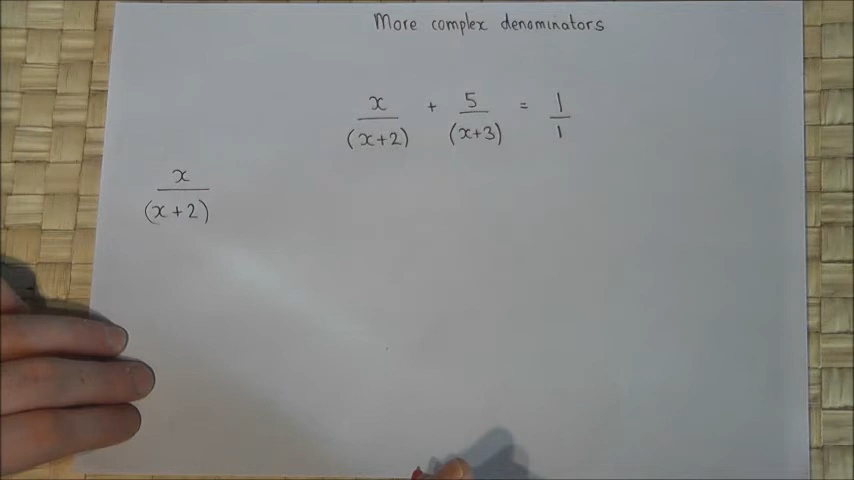 More complex denominators
x/(x+2) + 5/(x+3) = 1/1
x/(x+2)